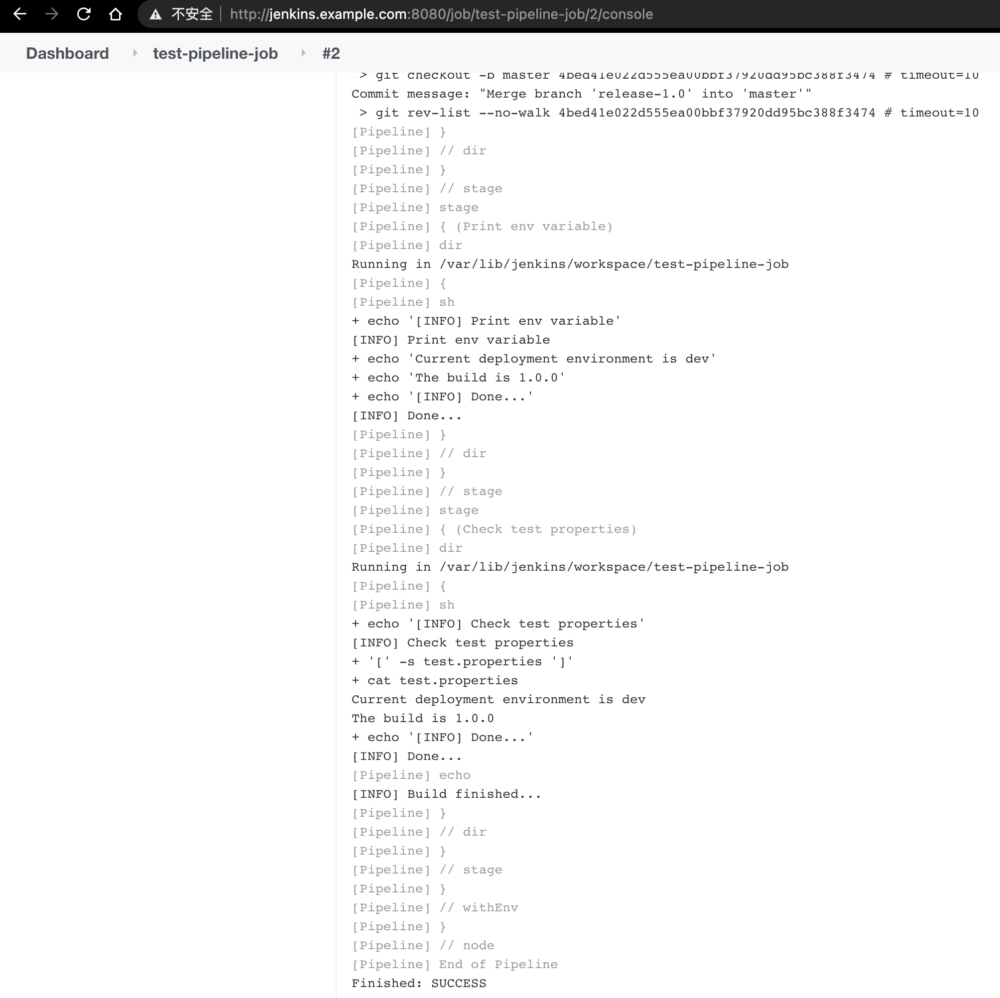 不安全 http://jenkins.example.com:8080/job/test-pipeline-job/2/console
Dashboard test-pipeline-job #2
> git checkout -b master 4bed41e022d555ea00bbf37920dd95bc388f3474 # timeout=10
Commit message: "Merge branch 'release-1.0' into 'master'"
> git rev-list --no-walk 4bed41e022d555ea00bbf37920dd95bc388f3474 # timeout=10
[Pipeline] }
[Pipeline] // dir
[Pipeline] }
[Pipeline] // stage
[Pipeline] stage
[Pipeline] { (Print env variable)
[Pipeline] dir
Running in /var/lib/jenkins/workspace/test-pipeline-job
[Pipeline] {
[Pipeline] sh
+ echo '[INFO] Print env variable'
[INFO] Print env variable
+ echo 'Current deployment environment is dev'
+ echo 'The build is 1.0.0'
+ echo '[INFO] Done...'
[INFO] Done...
[Pipeline] }
[Pipeline] // dir
[Pipeline] }
[Pipeline] // stage
[Pipeline] stage
[Pipeline] { (Check test properties)
[Pipeline] dir
Running in /var/lib/jenkins/workspace/test-pipeline-job
[Pipeline] {
[Pipeline] sh
+ echo '[INFO] Check test properties'
[INFO] Check test properties
+ '[' -s test.properties ']'
+ cat test.properties
Current deployment environment is dev
The build is 1.0.0
+ echo '[INFO] Done...'
[INFO] Done...
[Pipeline] echo
[INFO] Build finished...
[Pipeline] }
[Pipeline] // dir
[Pipeline] }
[Pipeline] // stage
[Pipeline] }
[Pipeline] // withEnv
[Pipeline] }
[Pipeline] // node
[Pipeline] End of Pipeline
Finished: SUCCESS